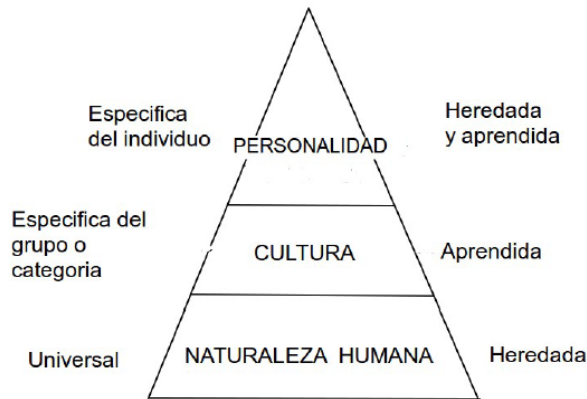 Especifica
del individuo
PERSONALIDAD
Heredada
y aprendida
Especifica del
grupo o
categoria
CULTURA
Aprendida
Universal
NATURALEZA HUMANA
Heredada